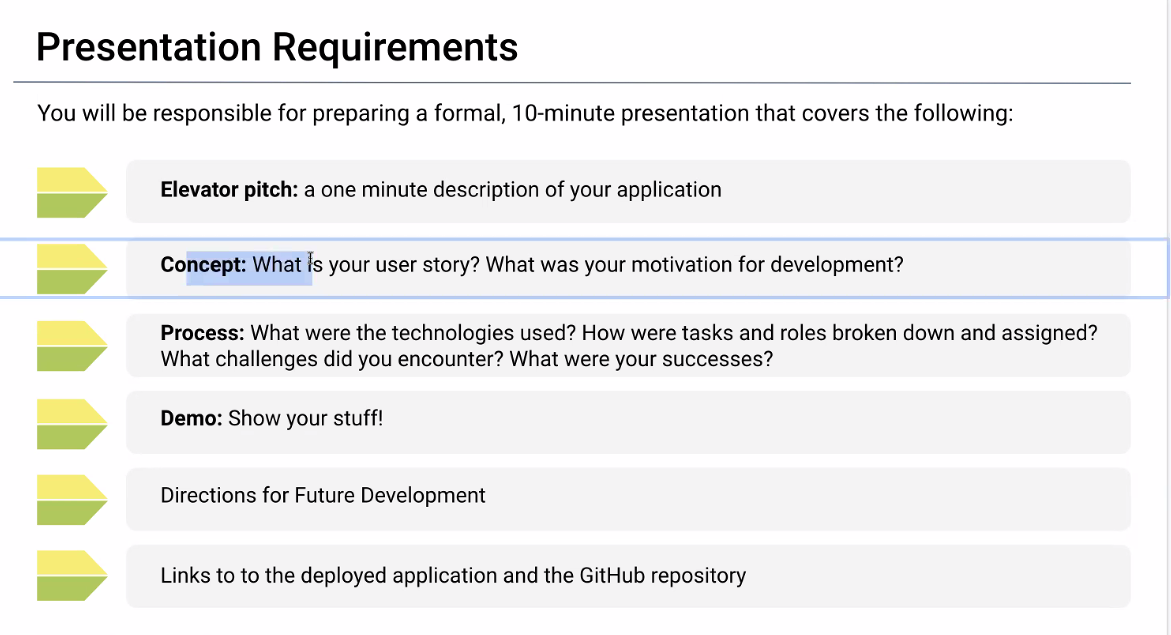 Presentation Requirements
You will be responsible for preparing a formal, 10-minute presentation that covers the following:
Elevator pitch: a one minute description of your application
Concept: What is your user story? What was your motivation for development?
Process: What were the technologies used? How were tasks and roles broken down and assigned?
What challenges did you encounter? What were your successes?
Demo: Show your stuff!
Directions for Future Development
Links to to the deployed application and the GitHub repository